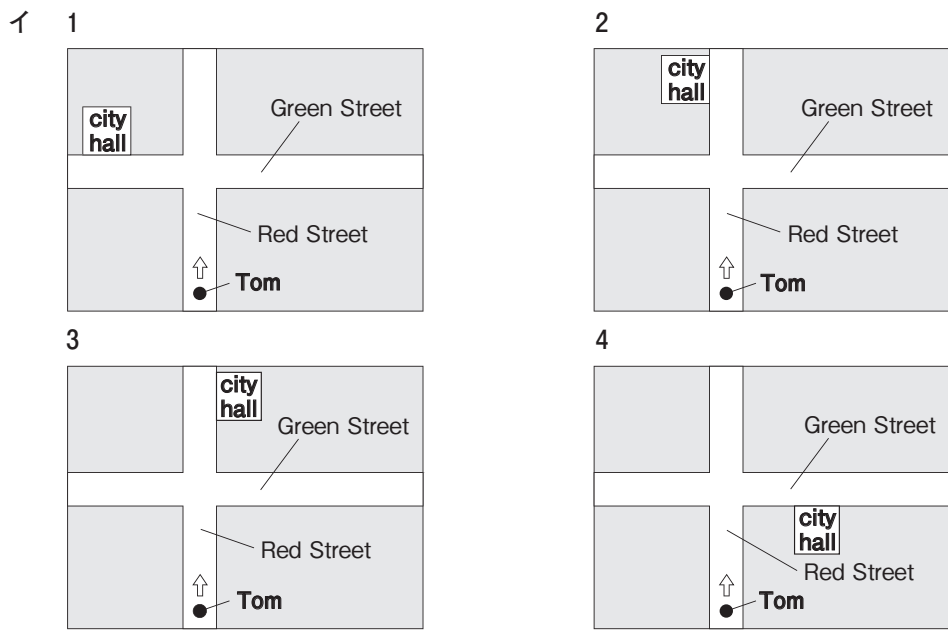 イ
1
city
hall
Green Street
Red Street
Tom
2
city
hall
Green Street
Red Street
Tom
3
city
hall
Green Street
Red Street
Tom
4
Green Street
city
hall
Red Street
Tom